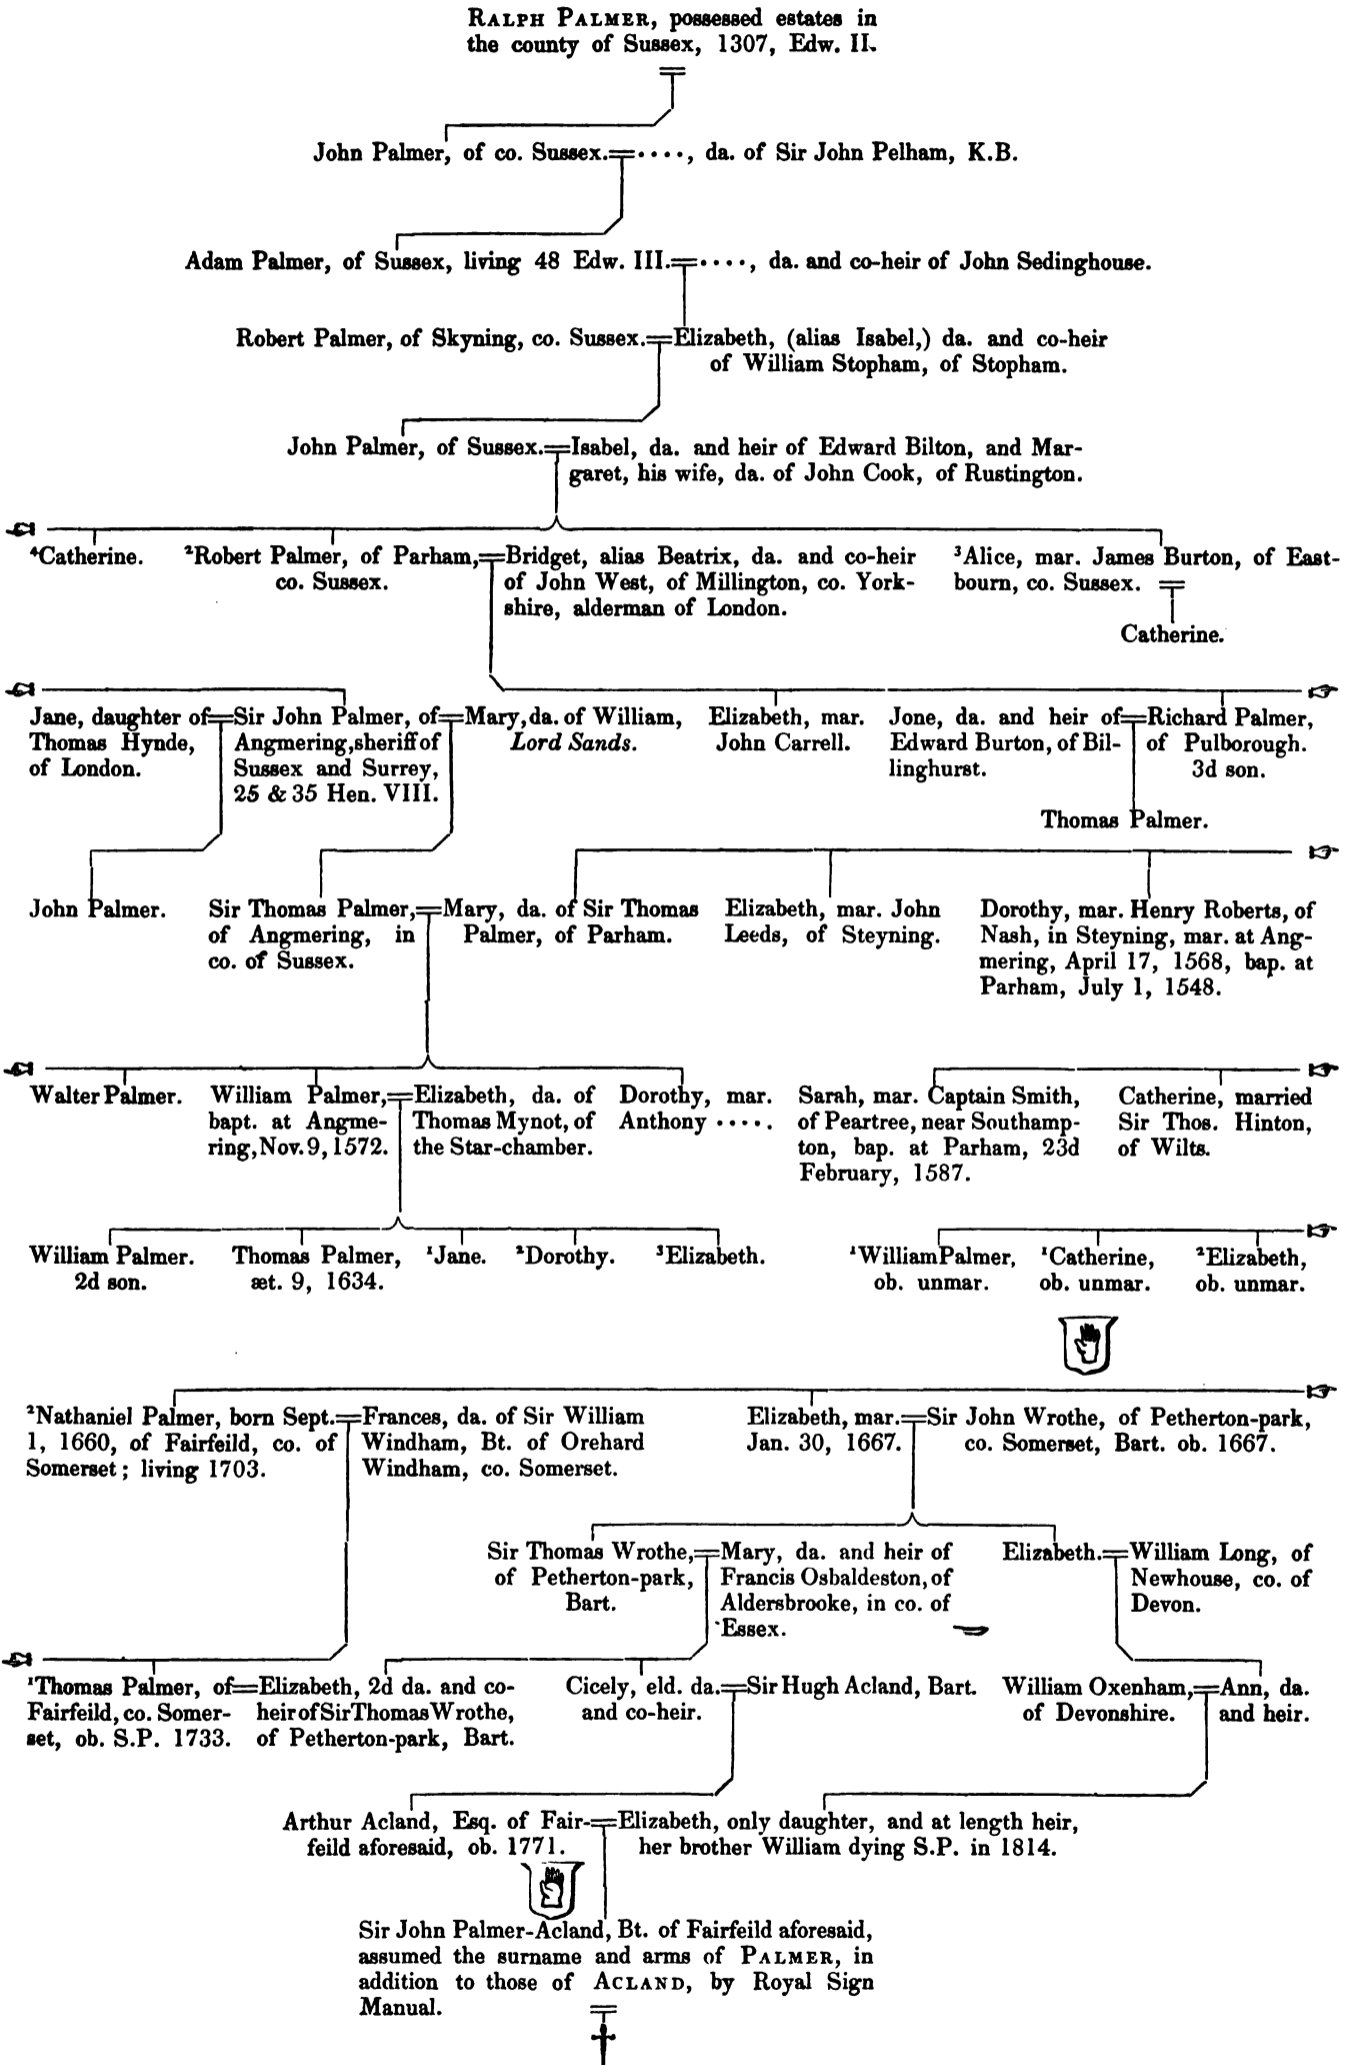 RALPH PALMER, possessed estates in
the county of Sussex, 1307, Edw. II.
John Palmer, of co. Sussex.=····, da. of Sir John Pelham, K.B.
Adam Palmer, of Sussex, living 48 Edw. III.=····, da. and co-heir of John Sedinghouse.
Robert Palmer, of Skyning, co. Sussex.=Elizabeth, (alias Isabel,) da. and co-heir
of William Stopham, of Stopham.
John Palmer, of Sussex.=Isabel, da. and heir of Edward Bilton, and Mar-
garet, his wife, da. of John Cook, of Rustington.
⁴Catherine.
²Robert Palmer, of Parham,=
co. Sussex.
Bridget, alias Beatrix, da. and co-heir
of John West, of Millington, co. York-
shire, alderman of London.
³Alice, mar. James Burton, of East-
bourn, co. Sussex.
Catherine.
Jane, daughter of=
Thomas Hynde,
of London.
Sir John Palmer, of=
Angmering, sheriff of
Sussex and Surrey,
25 & 35 Hen. VIII.
Mary, da. of William,
Lord Sands.
Elizabeth, mar.
John Carrell.
Jone, da. and heir of=
Edward Burton, of Bil-
linghurst.
Richard Palmer,
of Pulborough.
3d son.
Thomas Palmer.
John Palmer.
Sir Thomas Palmer,=
of Angmering, in
co. of Sussex.
Mary, da. of Sir Thomas
Palmer, of Parham.
Elizabeth, mar. John
Leeds, of Steyning.
Dorothy, mar. Henry Roberts, of
Nash, in Steyning, mar. at Ang-
mering, April 17, 1568, bap. at
Parham, July 1, 1548.
Walter Palmer.
William Palmer,=
bapt. at Angme-
ring, Nov. 9, 1572.
Elizabeth, da. of
Thomas Mynot, of
the Star-chamber.
Dorothy, mar.
Anthony ·····
Sarah, mar. Captain Smith,
of Peartree, near Southamp-
ton, bap. at Parham, 23d
February, 1587.
Catherine, married
Sir Thos. Hinton,
of Wilts.
William Palmer.
2d son.
Thomas Palmer,
æt. 9, 1634.
¹Jane.
²Dorothy.
³Elizabeth.
¹William Palmer,
ob. unmar.
¹Catherine,
ob. unmar.
²Elizabeth,
ob. unmar.
²Nathaniel Palmer, born Sept.=
1, 1660, of Fairfeild, co. of
Somerset; living 1703.
Frances, da. of Sir William
Windham, Bt. of Orehard
Windham, co. Somerset.
Elizabeth, mar.=
Jan. 30, 1667.
Sir John Wrothe, of Petherton-park,
co. Somerset, Bart. ob. 1667.
Sir Thomas Wrothe,=
of Petherton-park,
Bart.
Mary, da. and heir of
Francis Osbaldeston, of
Aldersbrooke, in co. of
Essex.
Elizabeth.=
William Long, of
Newhouse, co. of
Devon.
¹Thomas Palmer, of=
Fairfeild, co. Somer-
set, ob. S.P. 1733.
Elizabeth, 2d da. and co-
heir of Sir Thomas Wrothe,
of Petherton-park, Bart.
Cicely, eld. da.=
and co-heir.
Sir Hugh Acland, Bart.
William Oxenham,=
of Devonshire.
Ann, da.
and heir.
Arthur Acland, Esq. of Fair-=
feild aforesaid, ob. 1771.
Elizabeth, only daughter, and at length heir,
her brother William dying S.P. in 1814.
Sir John Palmer-Acland, Bt. of Fairfeild aforesaid,
assumed the surname and arms of PALMER, in
addition to those of ACLAND, by Royal Sign
Manual.